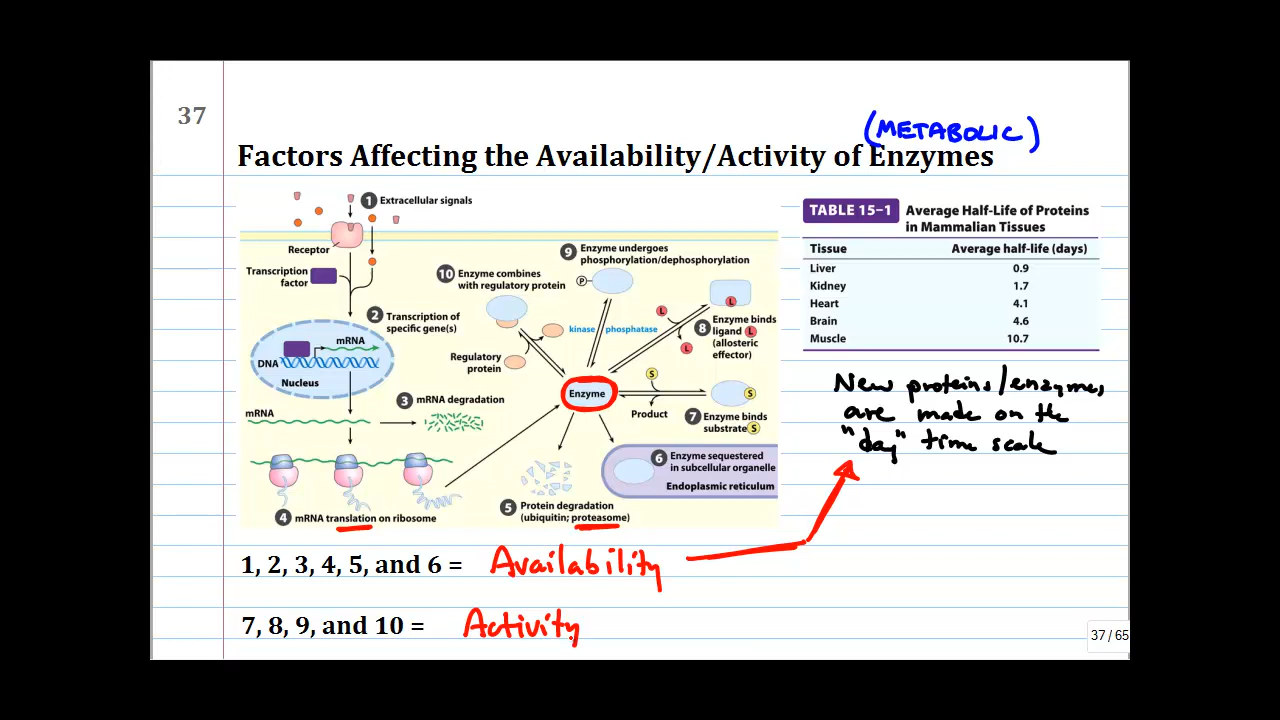 37
(METABOLIC)
Factors Affecting the Availability/Activity of Enzymes
1 Extracellular signals
Receptor
Transcription
factor
2 Transcription of
specific gene(s)
mRNA
DNA
Nucleus
mRNA
3 mRNA degradation
4 mRNA translation on ribosome
5 Protein degradation
(ubiquitin; proteasome)
6 Enzyme sequestered
in subcellular organelle
Endoplasmic reticulum
7 Enzyme binds
substrate S
S
S
Product
Enzyme
8 Enzyme binds
ligand L
(allosteric
effector)
L
L
L
9 Enzyme undergoes
phosphorylation/dephosphorylation
P
kinase phosphatase
10 Enzyme combines
with regulatory protein
Regulatory
protein
TABLE 15–1 Average Half-Life of Proteins
in Mammalian Tissues
Tissue Average half-life (days)
Liver 0.9
Kidney 1.7
Heart 4.1
Brain 4.6
Muscle 10.7
New proteins/enzymes
are made on the
"day" time scale
1, 2, 3, 4, 5, and 6 = Availability
7, 8, 9, and 10 = Activity
37 / 65